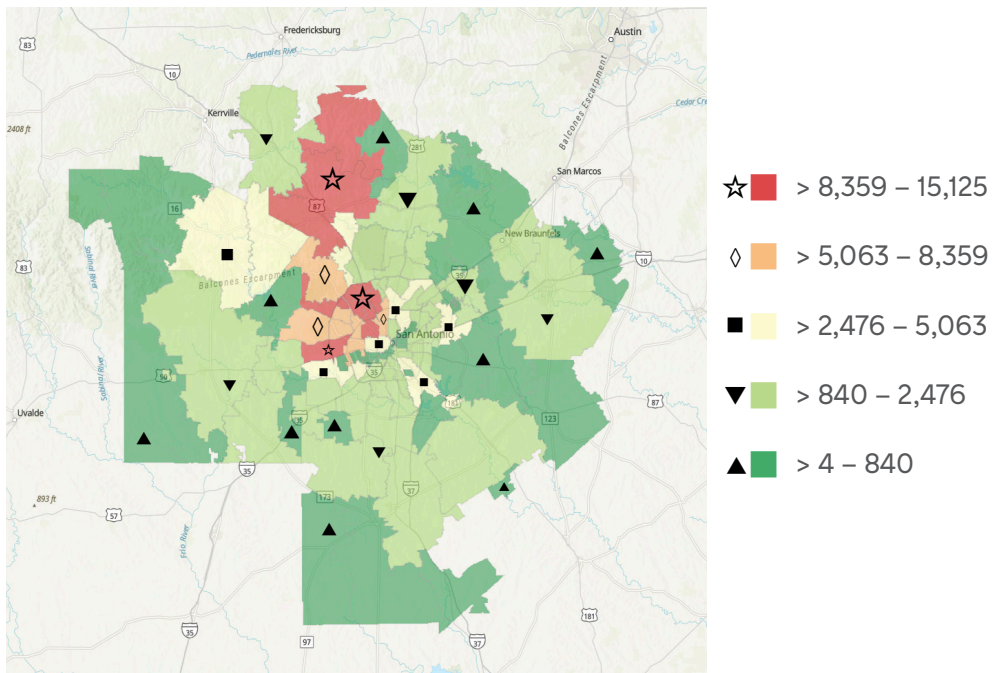 Fredericksburg
Austin
83
Pedernales River
10
Balcones Escarpment
Kerrville
Cedar Cre
2408 ft
281
San Marcos
16
87
New Braunfels
Sabinal River
83
10
Balcones Escarpment
35
San Antonio
35
90
Sabinal River
87
Uvalde
35
123
35
173
37
893 ft
57
Frio River
181
35
97
37
> 8,359 – 15,125
> 5,063 – 8,359
> 2,476 – 5,063
> 840 – 2,476
> 4 – 840